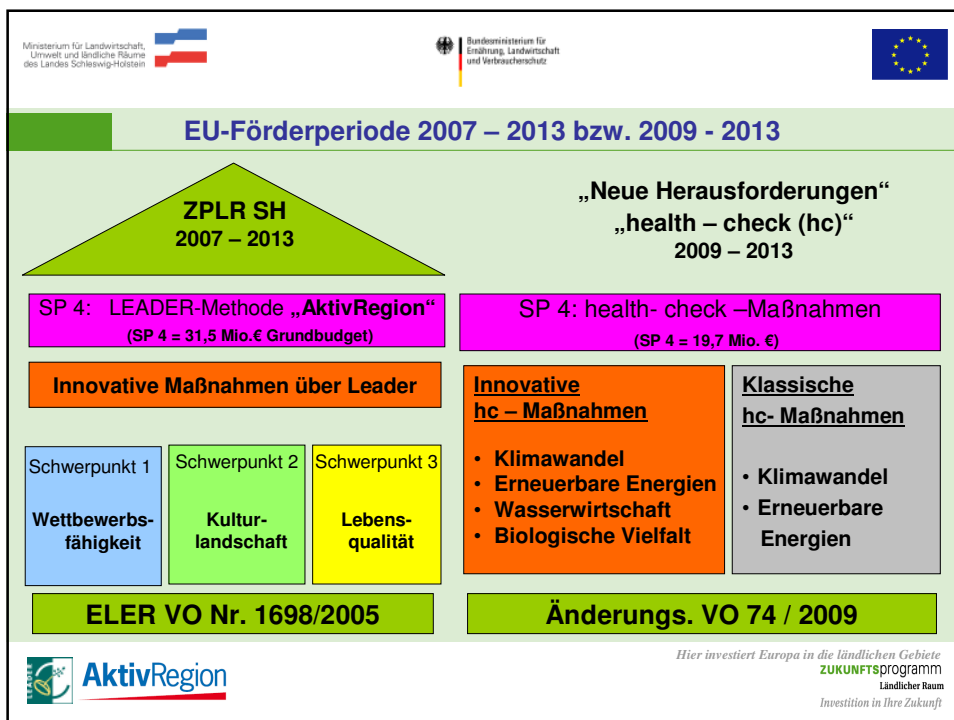 Ministerium für Landwirtschaft,
Umwelt und ländliche Räume
des Landes Schleswig-Holstein
Bundesministerium für
Ernährung, Landwirtschaft
und Verbraucherschutz
EU-Förderperiode 2007 – 2013 bzw. 2009 - 2013
ZPLR SH
2007 – 2013
„Neue Herausforderungen“
„health – check (hc)“
2009 – 2013
SP 4: LEADER-Methode „AktivRegion“
(SP 4 = 31,5 Mio.€ Grundbudget)
SP 4: health- check –Maßnahmen
(SP 4 = 19,7 Mio. €)
Innovative Maßnahmen über Leader
Schwerpunkt 1
Wettbewerbs-
fähigkeit
Schwerpunkt 2
Kultur-
landschaft
Schwerpunkt 3
Lebens-
qualität
Innovative
hc – Maßnahmen
• Klimawandel
• Erneuerbare Energien
• Wasserwirtschaft
• Biologische Vielfalt
Klassische
hc- Maßnahmen
• Klimawandel
• Erneuerbare
Energien
ELER VO Nr. 1698/2005
Änderungs. VO 74 / 2009
LEADER
AktivRegion
Hier investiert Europa in die ländlichen Gebiete
ZUKUNFTSprogramm
Ländlicher Raum
Investition in Ihre Zukunft